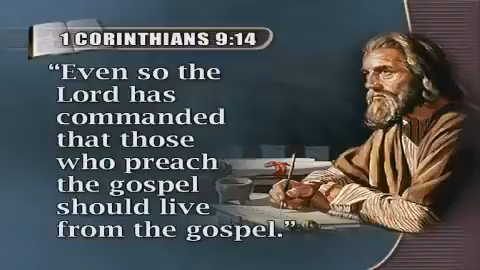 1 CORINTHIANS 9:14
“Even so the
Lord has
commanded
that those
who preach
the gospel
should live
from the gospel.”